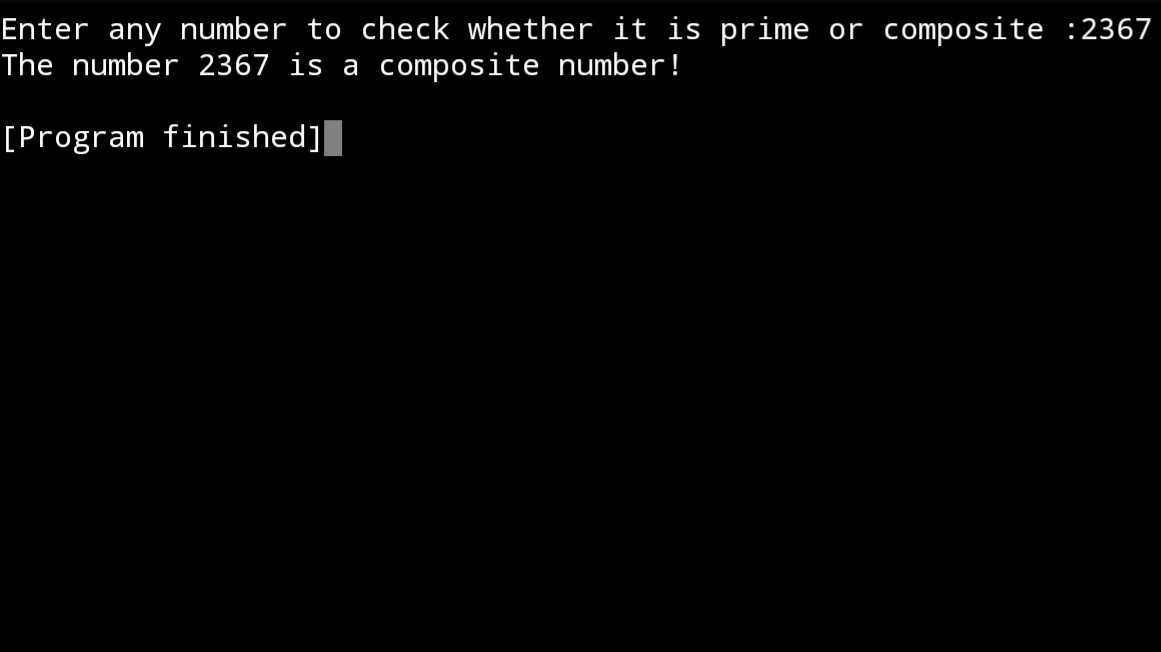 Enter any number to check whether it is prime or composite :2367
The number 2367 is a composite number!
[Program finished]